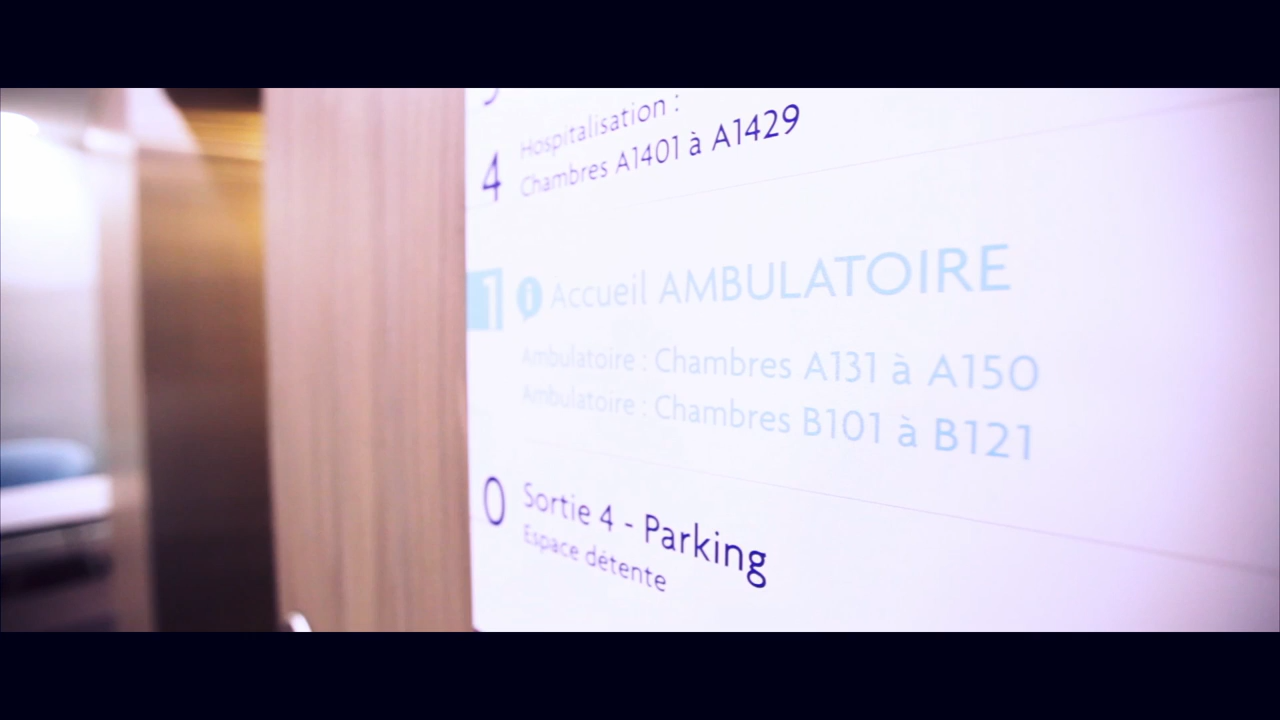 Hospitalisation :
4 Chambres A1401 à A1429
1 i Accueil AMBULATOIRE
Ambulatoire : Chambres A131 à A150
Ambulatoire : Chambres B101 à B121
0 Sortie 4 - Parking
Espace détente